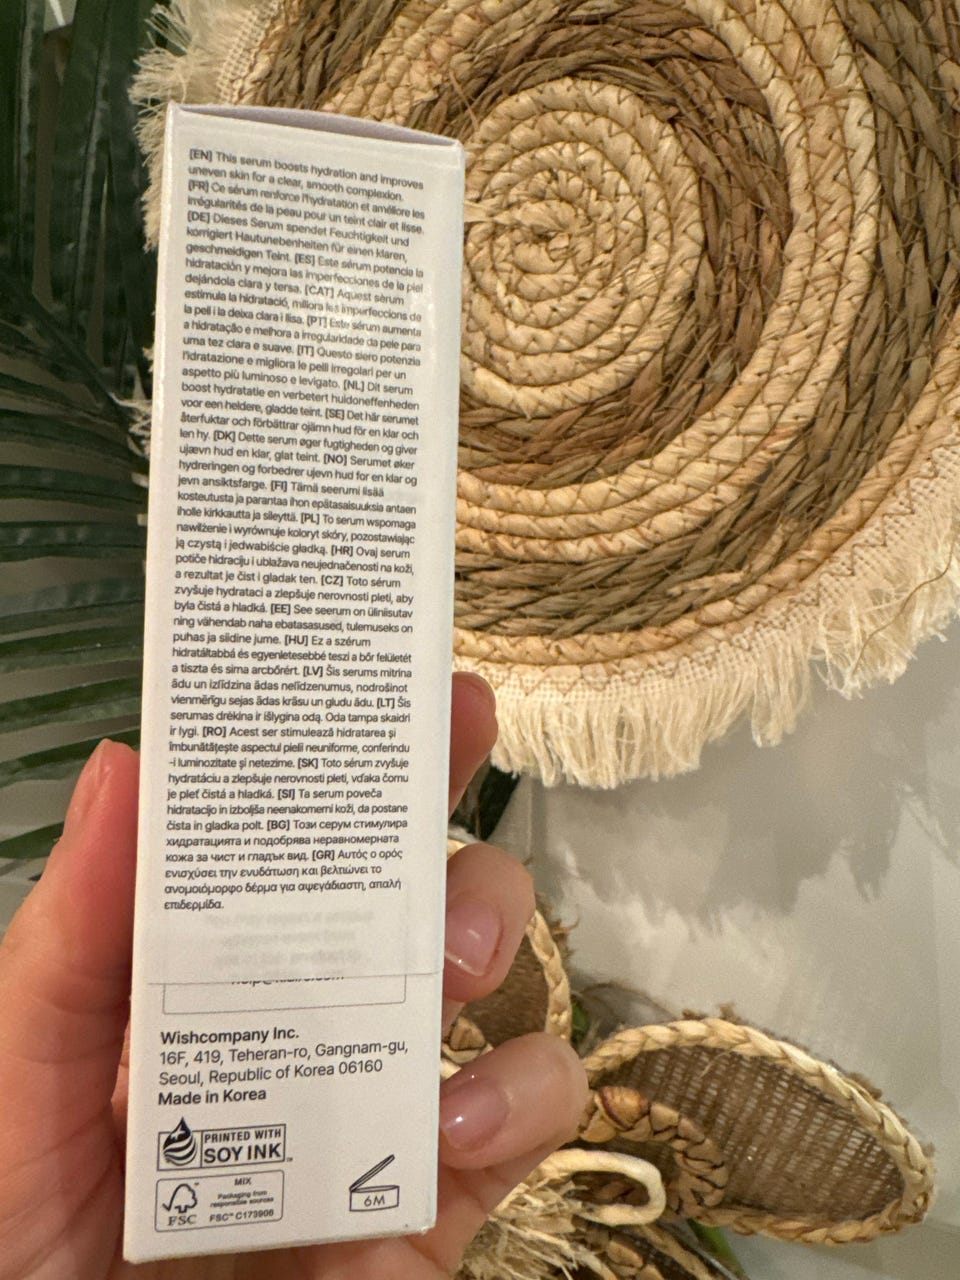 [EN] This serum boosts hydration and improves
uneven skin for a clear, smooth complexion.
[FR] Ce sérum renforce l'hydratation et améliore les
irrégularités de la peau pour un teint clair et lisse.
[DE] Dieses Serum spendet Feuchtigkeit und
korrigiert Hautunebenheiten für einen klaren,
geschmeidigen Teint. [ES] Este sérum potencia la
hidratación y mejora las imperfecciones de la piel
dejándola clara y tersa. [CAT] Aquest sèrum
estimula la hidratació, millora les imperfeccions de
la pell i la deixa clara i llisa. [PT] Este sérum aumenta
a hidratação e melhora a irregularidade da pele para
uma tez clara e suave. [IT] Questo siero potenzia
l'idratazione e migliora le pelli irregolari per un
aspetto più luminoso e levigato. [NL] Dit serum
boost hydratatie en verbetert huidoneffenheden
voor een heldere, gladde teint. [SE] Det här serumet
återfuktar och förbättrar ojämn hud för en klar och
len hy. [DK] Dette serum øger fugtigheden og giver
ujævn hud en klar, glat teint. [NO] Serumet øker
hydreringen og forbedrer ujevn hud for en klar og
jevn ansiktsfarge. [FI] Tämä seerumi lisää
kosteutusta ja parantaa ihon epätasaisuuksia antaen
iholle kirkkautta ja sileyttä. [PL] To serum wspomaga
nawilżenie i wyrównuje koloryt skóry, pozostawiając
ją czystą i jedwabiście gładką. [HR] Ovaj serum
potiče hidraciju i ublažava neujednačenosti na koži,
a rezultat je čist i gladak ten. [CZ] Toto sérum
zvyšuje hydrataci a zlepšuje nerovnosti pleti, aby
byla čistá a hladká. [EE] See seerum on üliniisutav
ning vähendab naha ebatasasused, tulemuseks on
puhas ja siidine jume. [HU] Ez a szérum
hidratáltabbá és egyenletesebbé teszi a bőr felületét
a tiszta és sima arcbőrért. [LV] Šis serums mitrina
ādu un izlīdzina ādas nelīdzenumus, nodrošinot
vienmērīgu sejas ādas krāsu un gludu ādu. [LT] Šis
serumas drėkina ir išlygina odą. Oda tampa skaidri
ir lygi. [RO] Acest ser stimulează hidratarea și
îmbunătățește aspectul pielii neuniforme, conferindu
-i luminozitate și netezime. [SK] Toto sérum zvyšuje
hydratáciu a zlepšuje nerovnosti pleti, vďaka čomu
je pleť čistá a hladká. [SI] Ta serum poveča
hidratacijo in izboljša neenakomerni koži, da postane
čista in gladka polt. [BG] Този серум стимулира
хидратацията и подобрява неравномерната
кожа за чист и гладък вид. [GR] Αυτός ο ορός
ενισχύσει την ενυδάτωση και βελτιώνει το
ανομοιόμορφο δέρμα για αψεγάδιαστη, απαλή
επιδερμίδα.
Wishcompany Inc.
16F, 419, Teheran-ro, Gangnam-gu,
Seoul, Republic of Korea 06160
Made in Korea
PRINTED WITH
SOY INK™
MIX
Packaging from
responsible sources
FSC™ C173906
FSC
6M